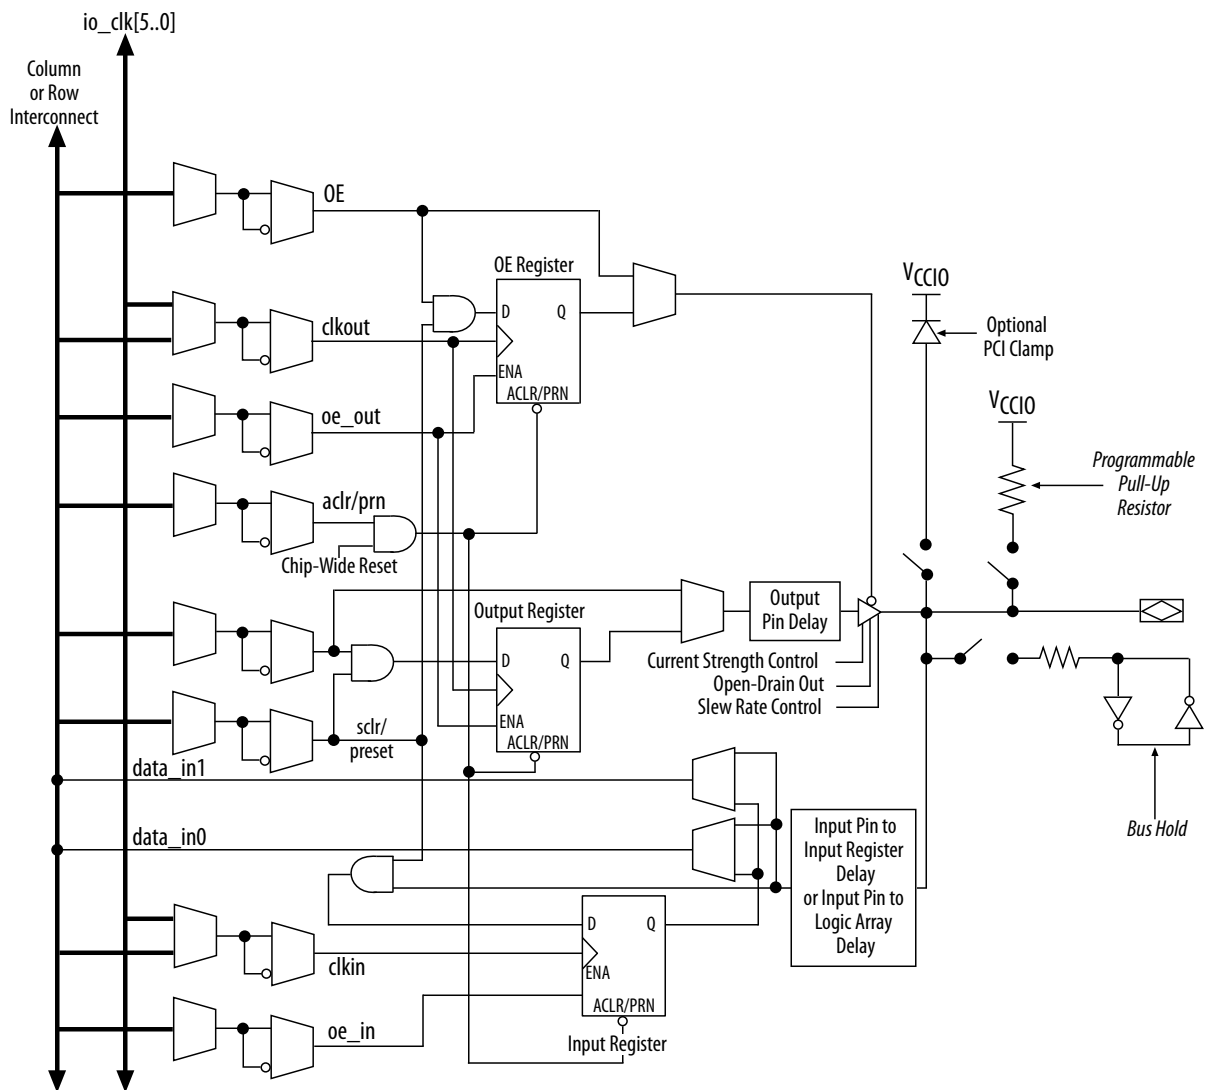 io_clk[5..0]
Column
or Row
Interconnect
OE
OE Register
D
Q
ENA
ACLR/PRN
clkout
oe_out
aclr/prn
Chip-Wide Reset
VCCIO
Optional
PCI Clamp
VCCIO
Programmable
Pull-Up
Resistor
Output Register
D
Q
ENA
ACLR/PRN
Output
Pin Delay
Current Strength Control
Open-Drain Out
Slew Rate Control
sclr/
preset
data_in1
data_in0
Bus Hold
Input Pin to
Input Register
Delay
or Input Pin to
Logic Array
Delay
D
Q
ENA
ACLR/PRN
clkin
oe_in
Input Register